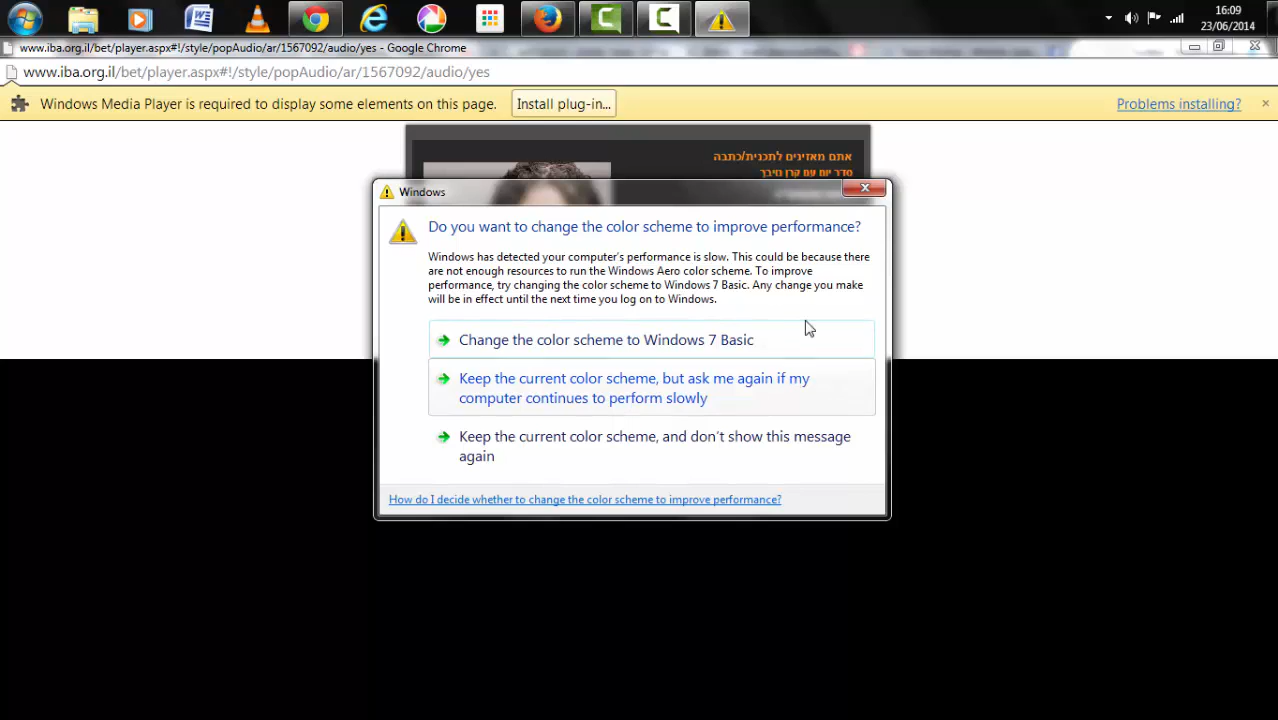 16:09
23/06/2014
www.iba.org.il/bet/player.aspx#!/style/popAudio/ar/1567092/audio/yes - Google Chrome
www.iba.org.il/bet/player.aspx#!/style/popAudio/ar/1567092/audio/yes
Windows Media Player is required to display some elements on this page. Install plug-in... Problems installing?
אתם מאזינים לתכנית/כתבה
סדר יום עם קרן נויבך
Windows
Do you want to change the color scheme to improve performance?
Windows has detected your computer's performance is slow. This could be because there
are not enough resources to run the Windows Aero color scheme. To improve
performance, try changing the color scheme to Windows 7 Basic. Any change you make
will be in effect until the next time you log on to Windows.
Change the color scheme to Windows 7 Basic
Keep the current color scheme, but ask me again if my
computer continues to perform slowly
Keep the current color scheme, and don't show this message
again
How do I decide whether to change the color scheme to improve performance?